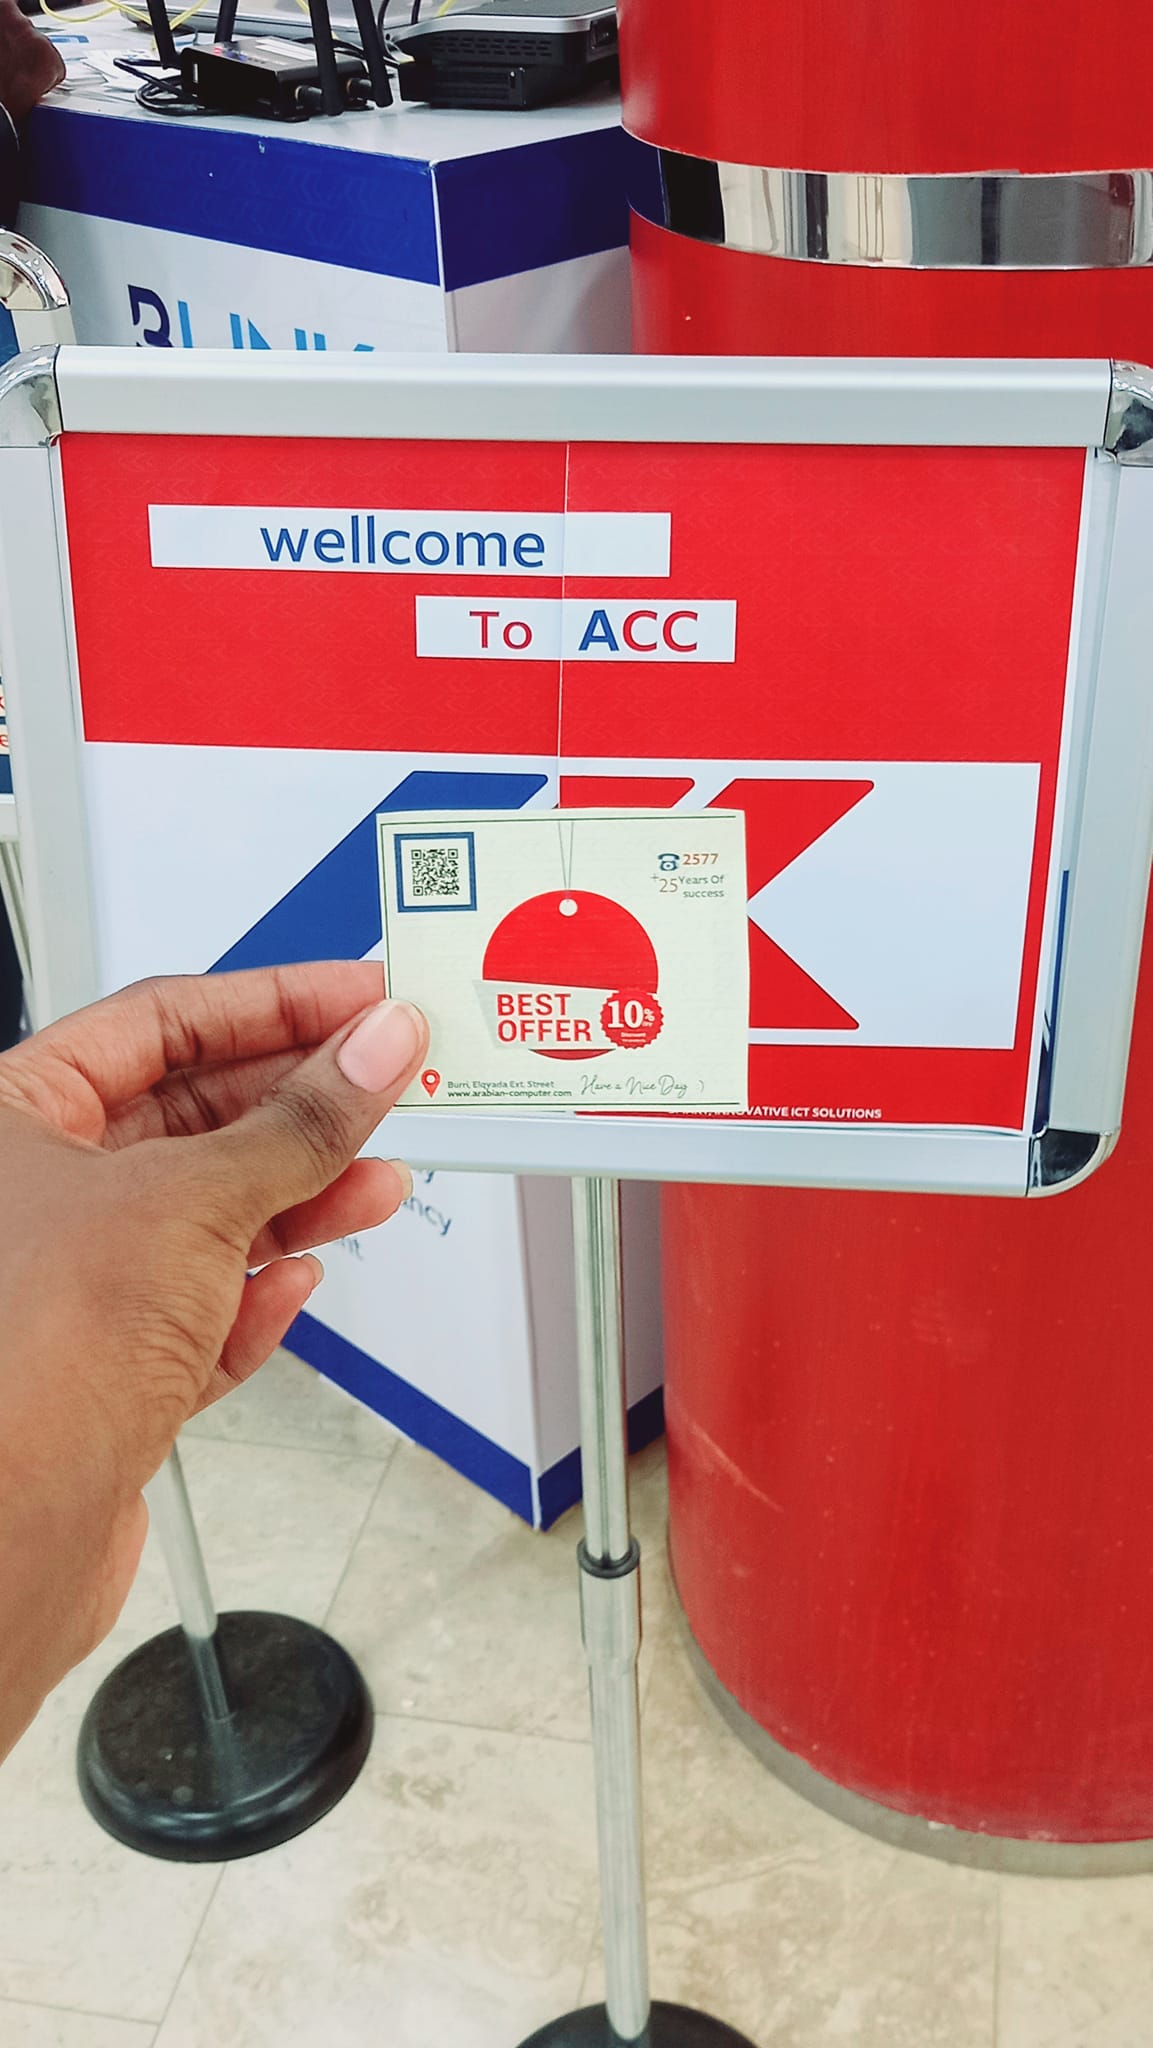 BLINK
wellcome
To ACC
2577
+25 Years Of
success
BEST
OFFER
10%
Burri, Elqyada Ext. Street
www.arabian-computer.com
Have a Nice Day :)
INNOVATIVE ICT SOLUTIONS